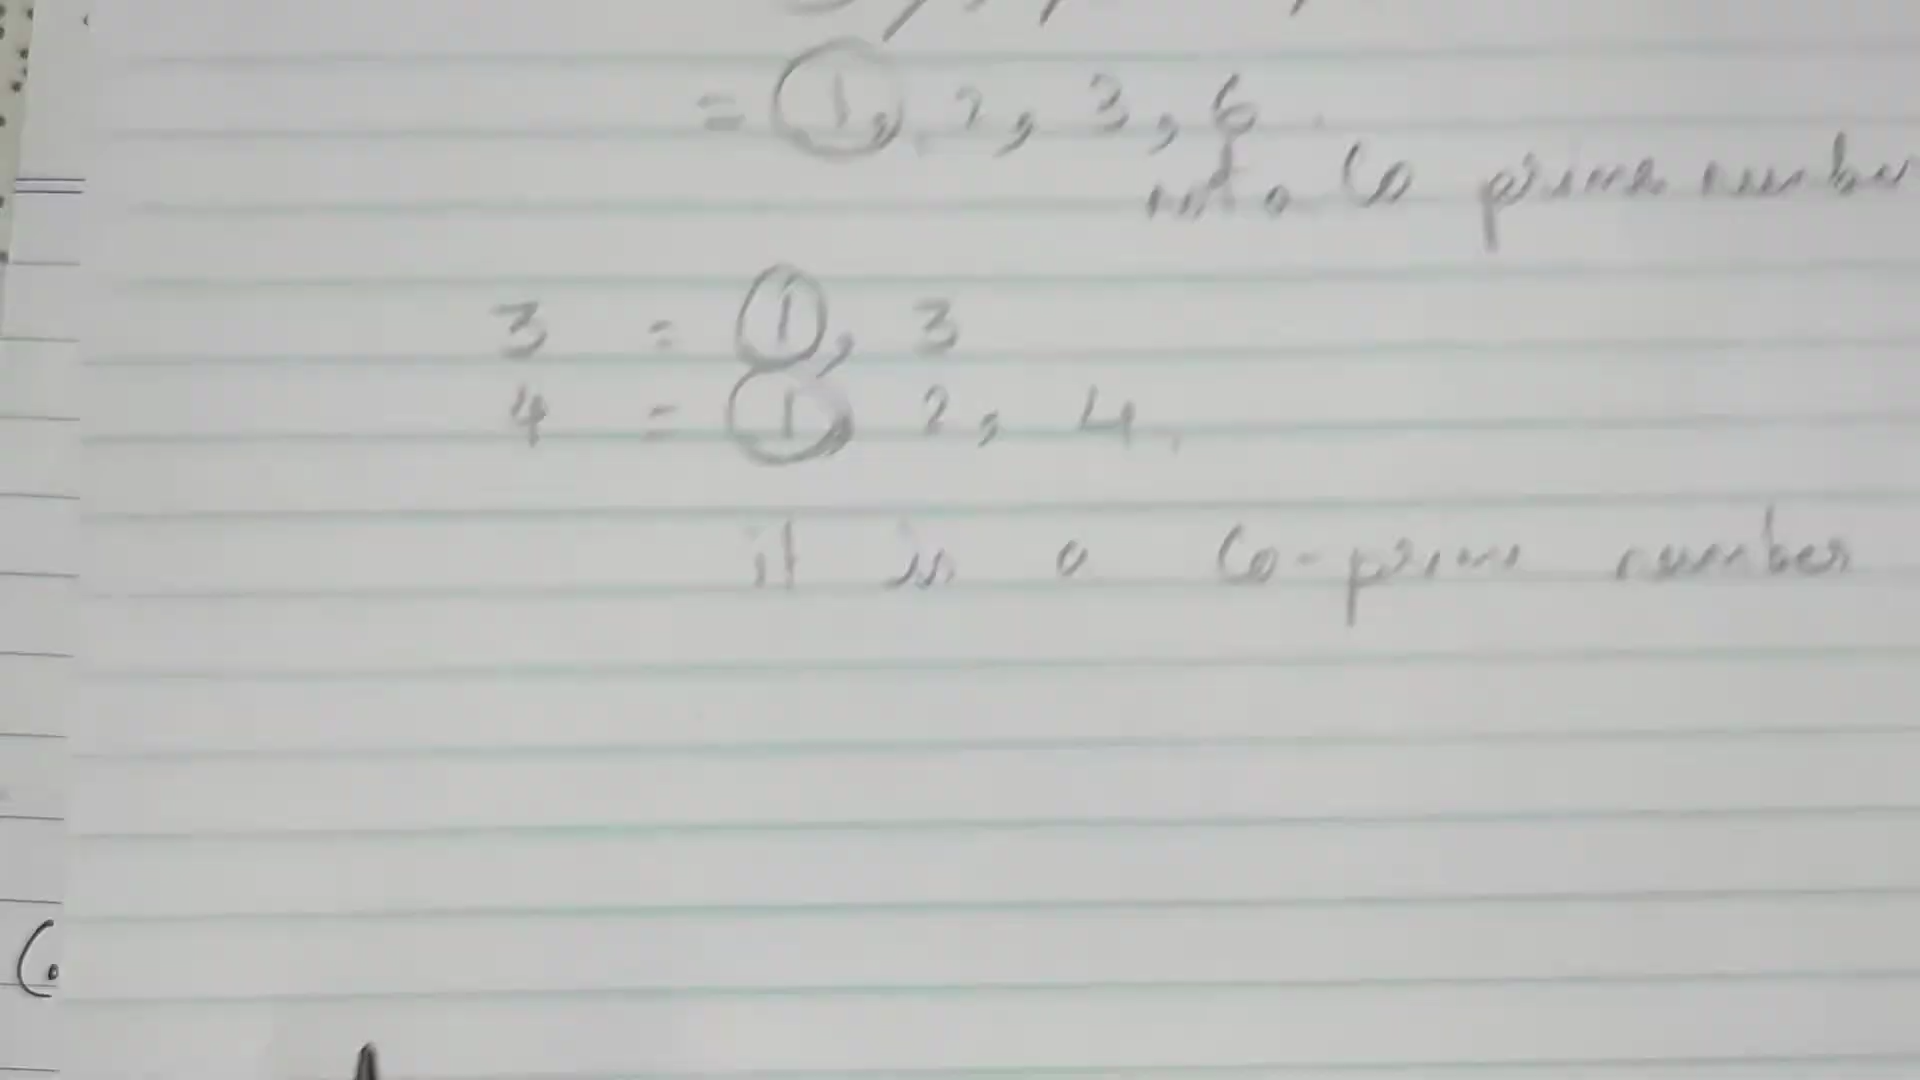 = 1, 2, 3, 6
not a Co prime number
3 = 1, 3
4 = 1, 2, 4.
it is a Co-prime number
Co